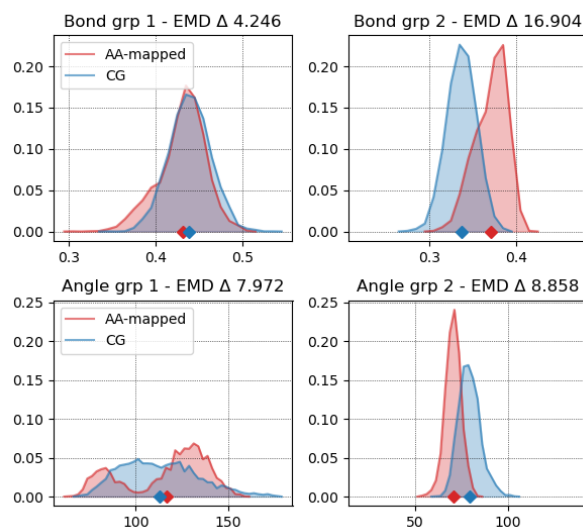 Bond grp 1 - EMD Δ 4.246
AA-mapped
CG
0.20
0.15
0.10
0.05
0.00
0.3 0.4 0.5
Bond grp 2 - EMD Δ 16.904
0.20
0.15
0.10
0.05
0.00
0.3 0.4
Angle grp 1 - EMD Δ 7.972
AA-mapped
CG
0.25
0.20
0.15
0.10
0.05
0.00
100 150
Angle grp 2 - EMD Δ 8.858
0.25
0.20
0.15
0.10
0.05
0.00
50 100